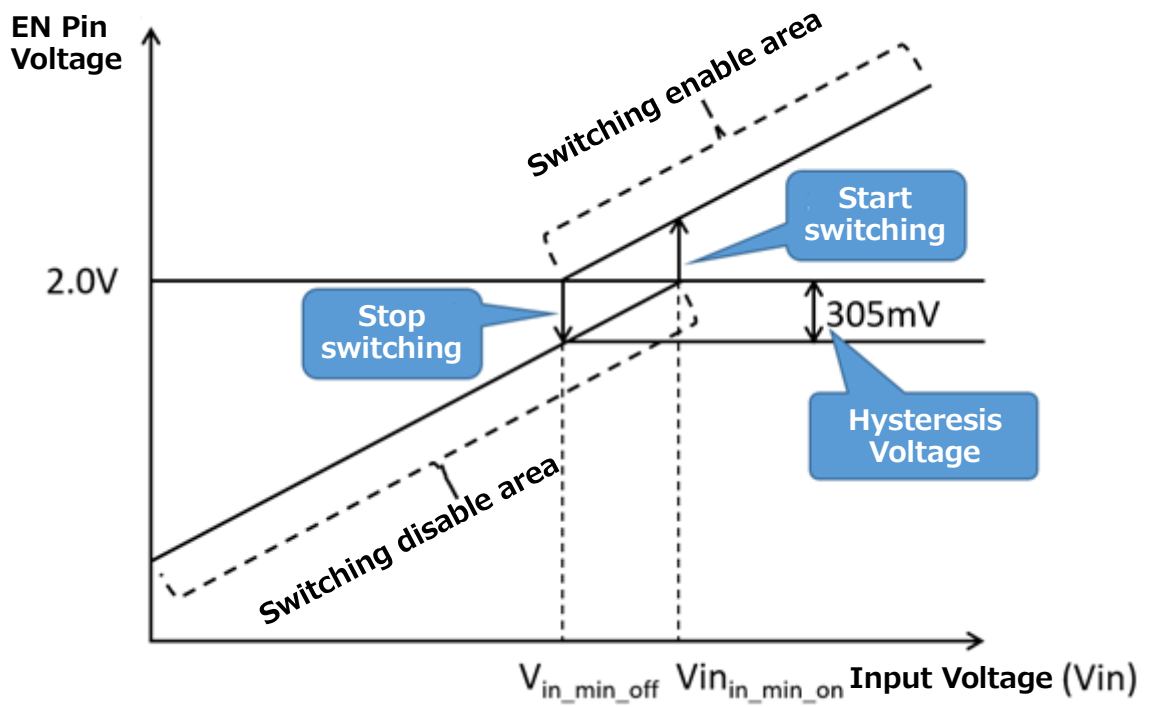 EN Pin
Voltage
Switching enable area
Start
switching
2.0V
Stop
switching
305mV
Hysteresis
Voltage
Switching disable area
Vin_min_off
Vinin_min_on
Input Voltage (Vin)